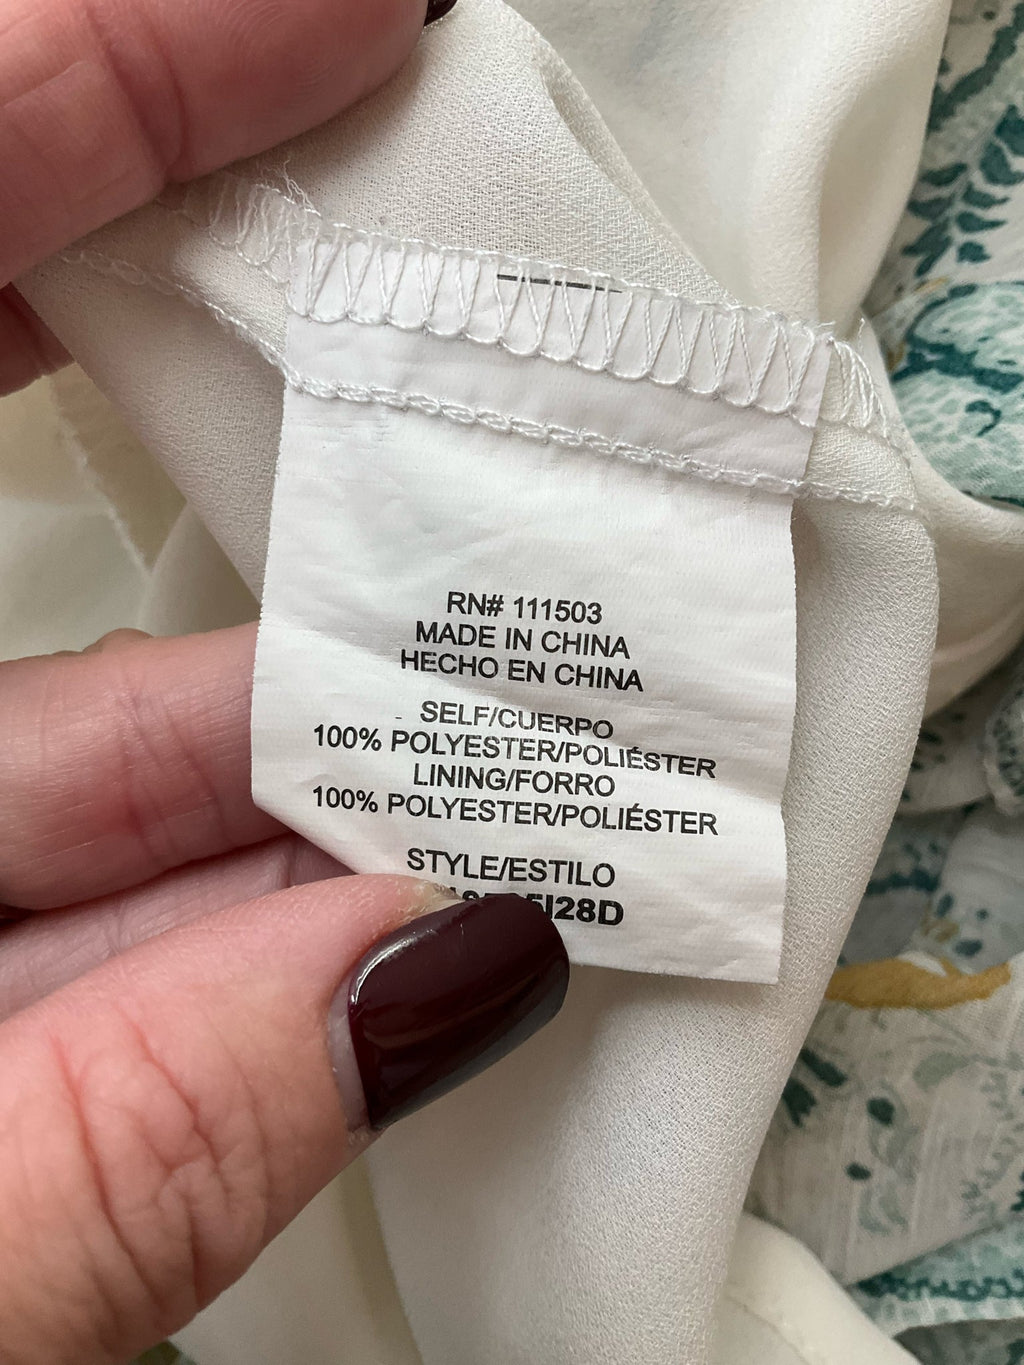 RN# 111503
MADE IN CHINA
HECHO EN CHINA
SELF/CUERPO
100% POLYESTER/POLIÉSTER
LINING/FORRO
100% POLYESTER/POLIÉSTER
STYLE/ESTILO